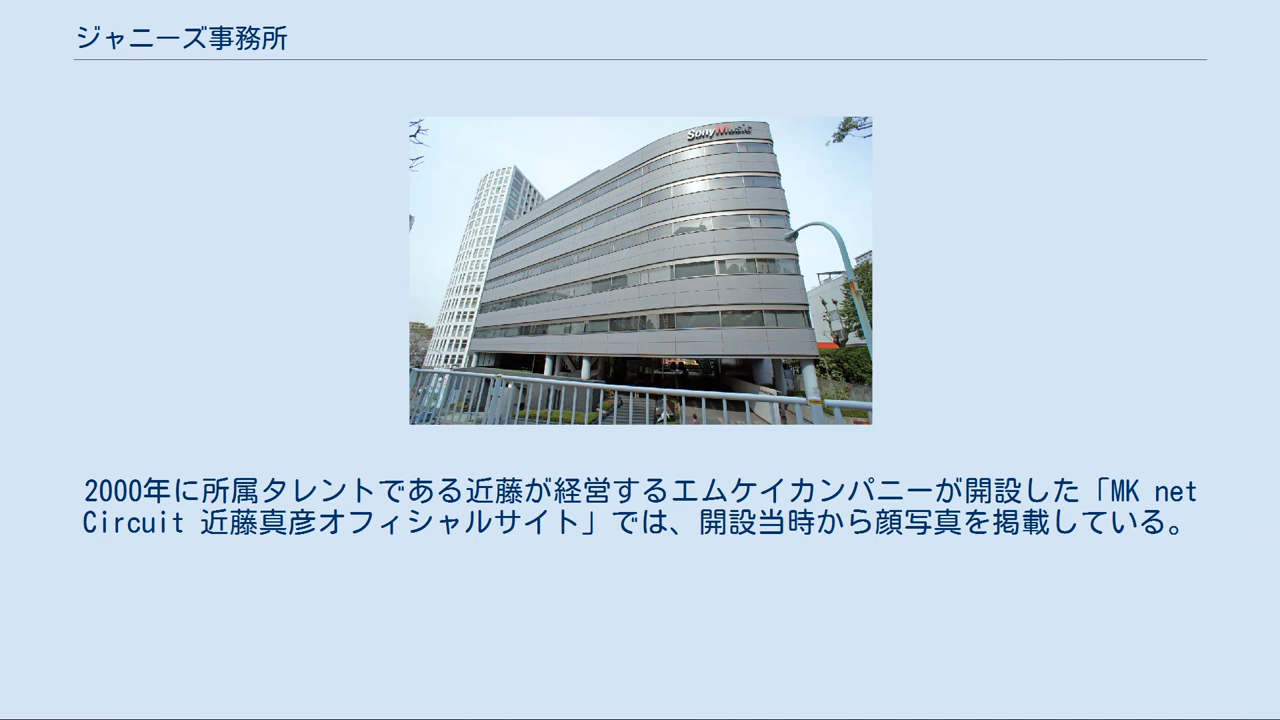 ジャニーズ事務所
Sony Music
2000年に所属タレントである近藤が経営するエムケイカンパニーが開設した「MK net
Circuit 近藤真彦オフィシャルサイト」では、開設当時から顔写真を掲載している。